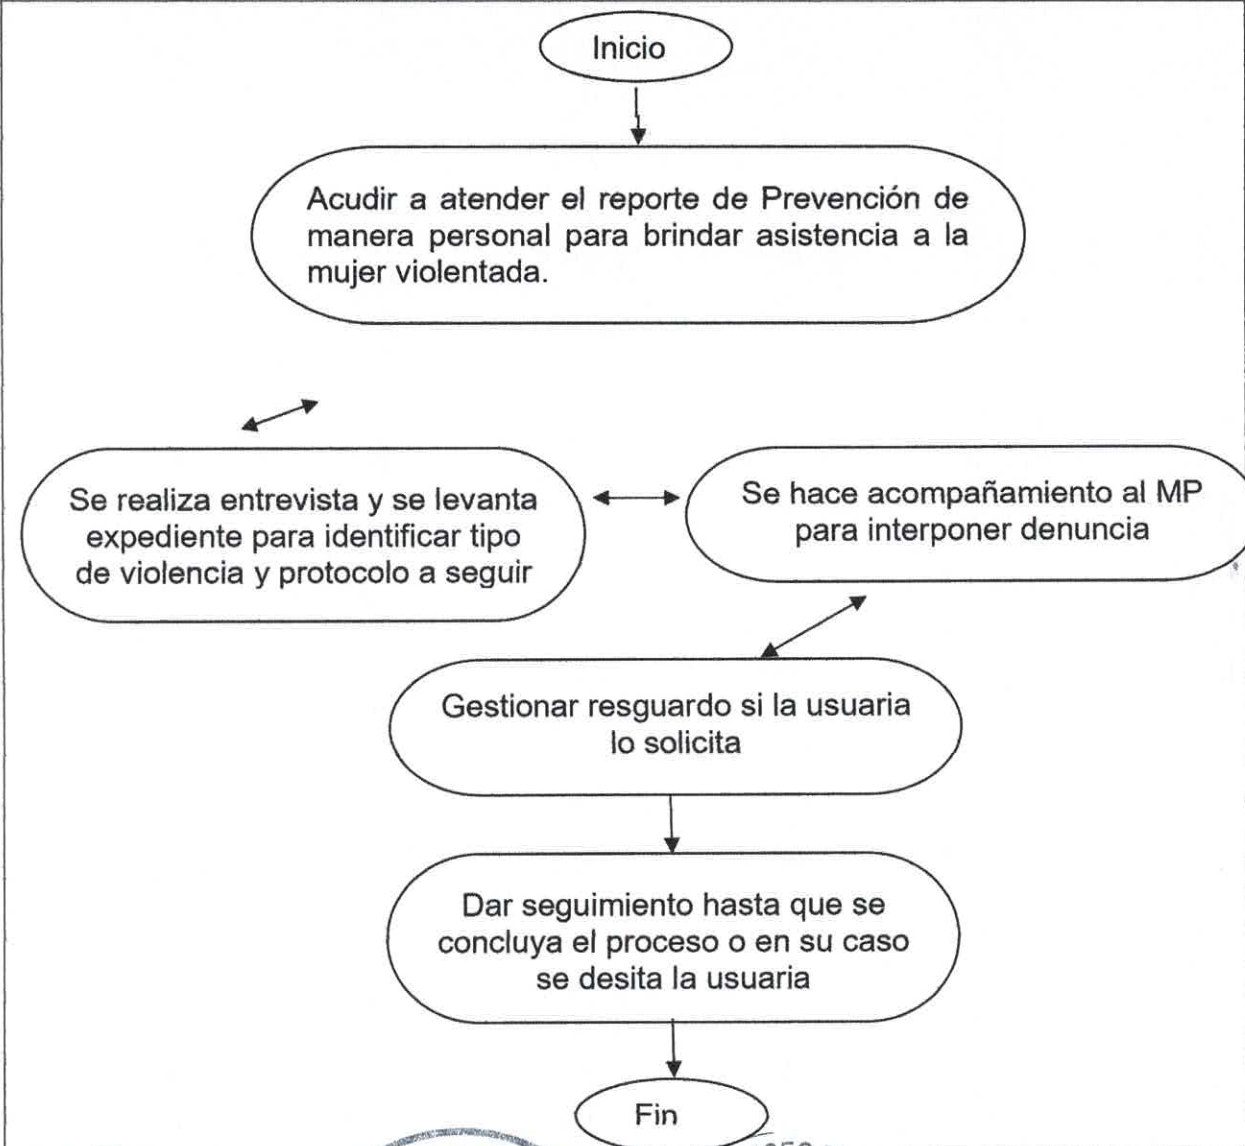 Inicio
Acudir a atender el reporte de Prevención de
manera personal para brindar asistencia a la
mujer violentada.
Se realiza entrevista y se levanta
expediente para identificar tipo
de violencia y protocolo a seguir
Se hace acompañamiento al MP
para interponer denuncia
Gestionar resguardo si la usuaria
lo solicita
Dar seguimiento hasta que se
concluya el proceso o en su caso
se desita la usuaria
Fin